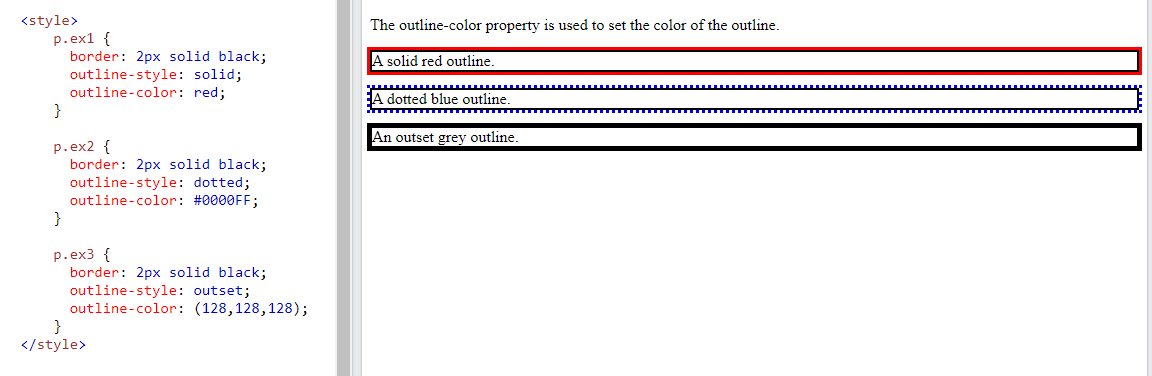 <style>
p.ex1 {
border: 2px solid black;
outline-style: solid;
outline-color: red;
}
p.ex2 {
border: 2px solid black;
outline-style: dotted;
outline-color: #0000FF;
}
p.ex3 {
border: 2px solid black;
outline-style: outset;
outline-color: (128,128,128);
}
</style>
The outline-color property is used to set the color of the outline.
A solid red outline.
A dotted blue outline.
An outset grey outline.